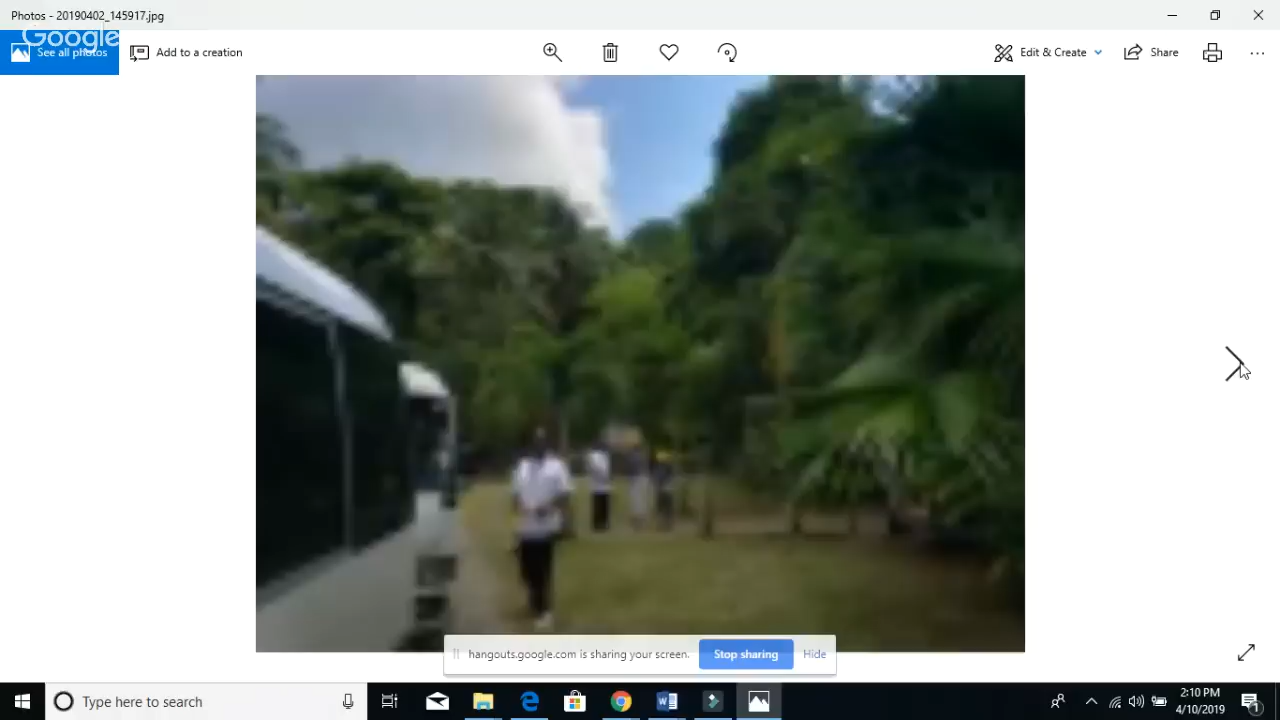 Photos - 20190402_145917.jpg
Google
See all photos
Add to a creation
Edit & Create
Share
hangouts.google.com is sharing your screen.
Stop sharing
Hide
Type here to search
2:10 PM
4/10/2019
1